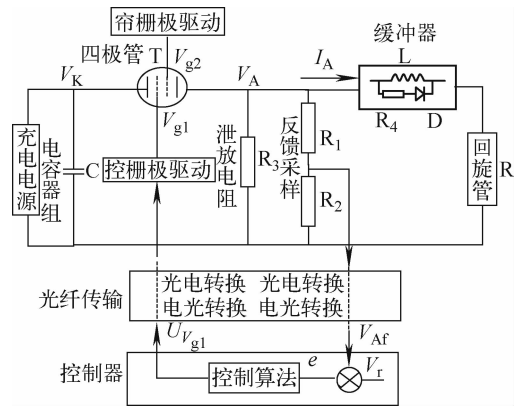 帘栅极驱动
四极管 T
V_g2
缓冲器
L
V_K
V_A
I_A
V_g1
R_4
D
充电电源
电容器组
C
控栅极驱动
泄放电阻
R_3
反馈采样
R_1
R_2
回旋管
R
光纤传输
光电转换 光电转换
电光转换 电光转换
U_{V_{g1}}
V_Af
控制器
控制算法
e
V_r